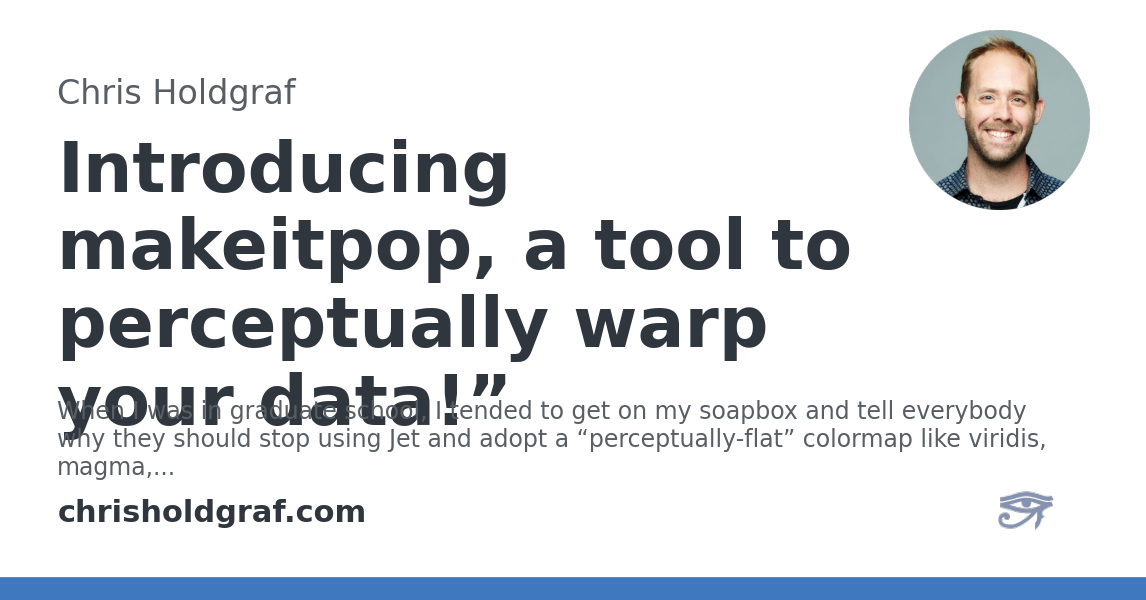 Chris Holdgraf
Introducing
makeitpop, a tool to
perceptually warp
your data!”
When I was in graduate school, I tended to get on my soapbox and tell everybody
why they should stop using Jet and adopt a “perceptually-flat” colormap like viridis,
magma,...
chrisholdgraf.com